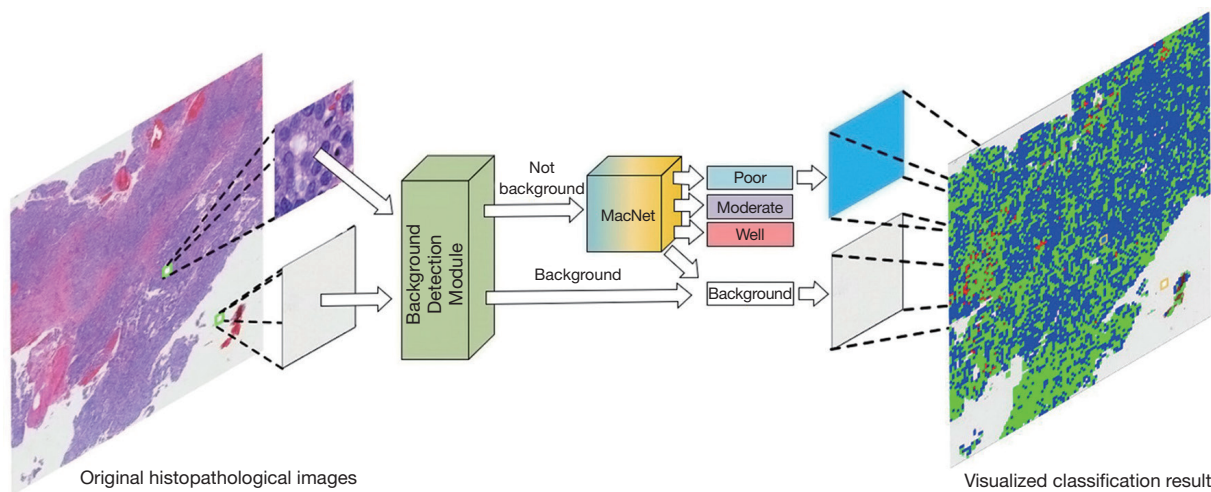 Not
background
Background
Detection
Module
MacNet
Poor
Moderate
Well
Background
Background
Original histopathological images
Visualized classification result